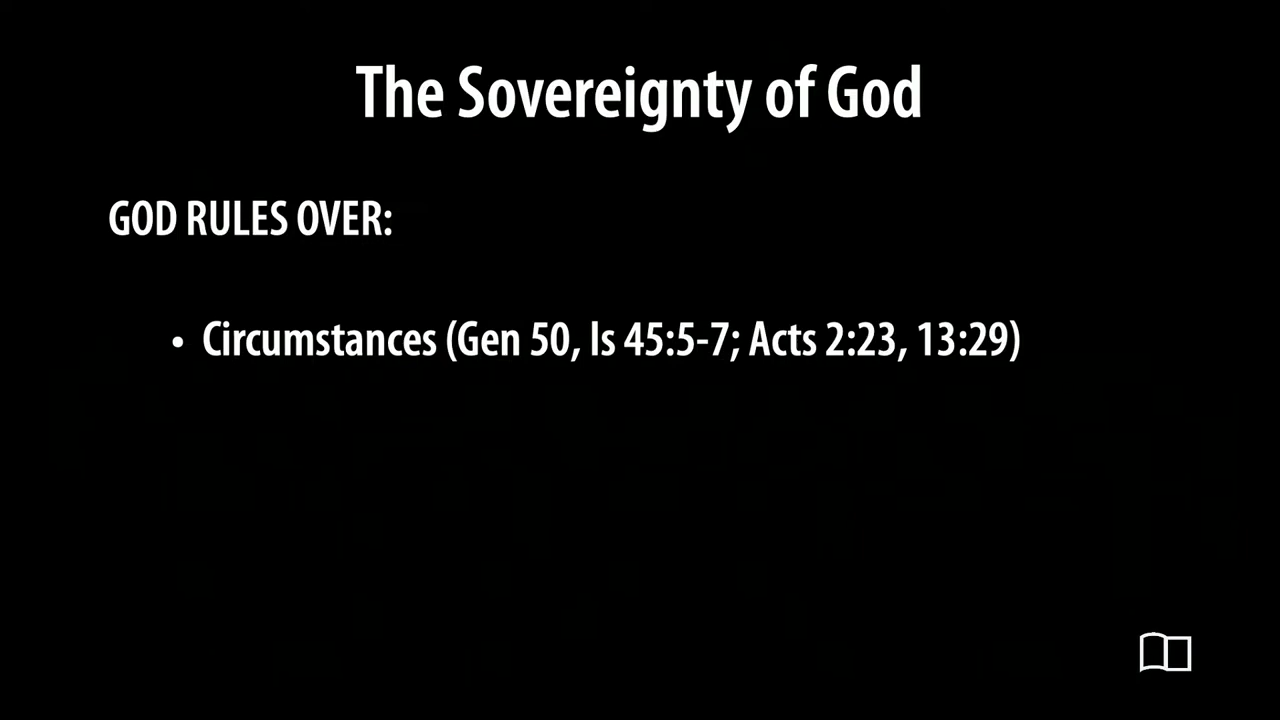 The Sovereignty of God
GOD RULES OVER:
• Circumstances (Gen 50, Is 45:5-7; Acts 2:23, 13:29)